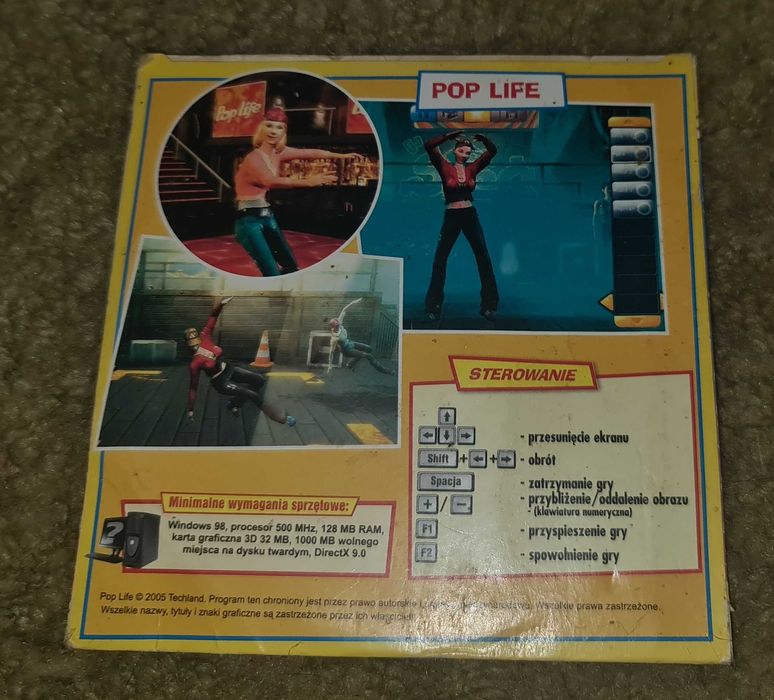 POP LIFE
Pop life
STEROWANIE
- przesunięcie ekranu
Shift + + - obrót
Spacja - zatrzymanie gry
+ / - - przybliżenie/oddalenie obrazu
- (klawiatura numeryczna)
F1 - przyspieszenie gry
F2 - spowolnienie gry
Minimalne wymagania sprzętowe:
Windows 98, procesor 500 MHz, 128 MB RAM,
karta graficzna 3D 32 MB, 1000 MB wolnego
miejsca na dysku twardym, DirectX 9.0
?
Pop Life © 2005 Techland. Program ten chroniony jest przez prawo autorskie Wszelkie prawa zastrzeżone.
Wszelkie nazwy, tytuły i znaki graficzne są zastrzeżone przez ich właścicieli.